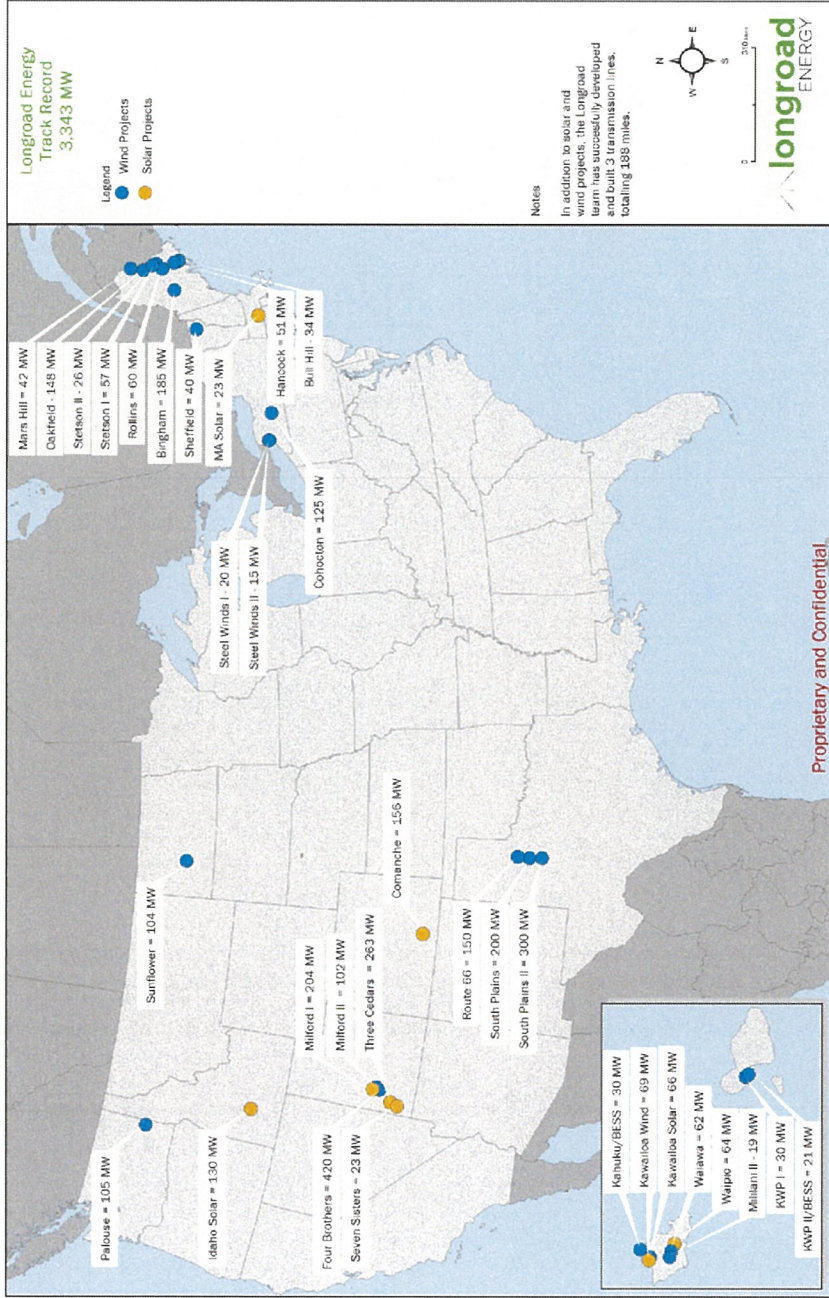 Longroad Energy
Track Record
3,343 MW
Legend
Wind Projects
Solar Projects
Palouse = 105 MW
Idaho Solar = 130 MW
Four Brothers = 420 MW
Seven Sisters = 23 MW
Sunflower = 104 MW
Milford I = 204 MW
Milford II = 102 MW
Three Cedars = 263 MW
Comanche = 156 MW
Route 66 = 150 MW
South Plains = 200 MW
South Plains II = 300 MW
Steel Winds I - 20 MW
Steel Winds II - 15 MW
Cohocton = 125 MW
Mars Hill = 42 MW
Oakfield - 148 MW
Stetson II - 26 MW
Stetson I = 57 MW
Rollins = 60 MW
Bingham = 185 MW
Sheffield = 40 MW
MA Solar = 23 MW
Hancock = 51 MW
Bull Hill - 34 MW
Kahuku/BESS = 30 MW
Kawailoa Wind = 69 MW
Kawailoa Solar = 66 MW
Waiawa = 62 MW
Waipio = 64 MW
Mililani II - 19 MW
KWP I = 30 MW
KWP II/BESS = 21 MW
Notes
In addition to solar and
wind projects, the Longroad
team has succesfully developed
and built 3 transmission lines,
totalling 188 miles.
N
W
E
S
0
longroad
ENERGY
Proprietary and Confidential